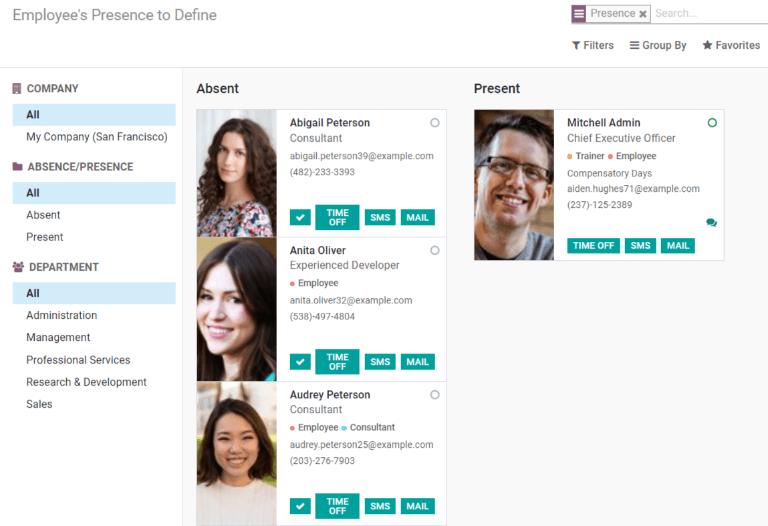 Employee's Presence to Define
Presence ✖ Search...
Filters Group By Favorites
COMPANY
All
My Company (San Francisco)
ABSENCE/PRESENCE
All
Absent
Present
DEPARTMENT
All
Administration
Management
Professional Services
Research & Development
Sales
Absent
Abigail Peterson
Consultant
abigail.peterson39@example.com
(482)-233-3393
✔ TIME OFF SMS MAIL
Anita Oliver
Experienced Developer
Employee
anita.oliver32@example.com
(538)-497-4804
✔ TIME OFF SMS MAIL
Audrey Peterson
Consultant
Employee Consultant
audrey.peterson25@example.com
(203)-276-7903
✔ TIME OFF SMS MAIL
Present
Mitchell Admin
Chief Executive Officer
Trainer Employee
Compensatory Days
aiden.hughes71@example.com
(237)-125-2389
TIME OFF SMS MAIL